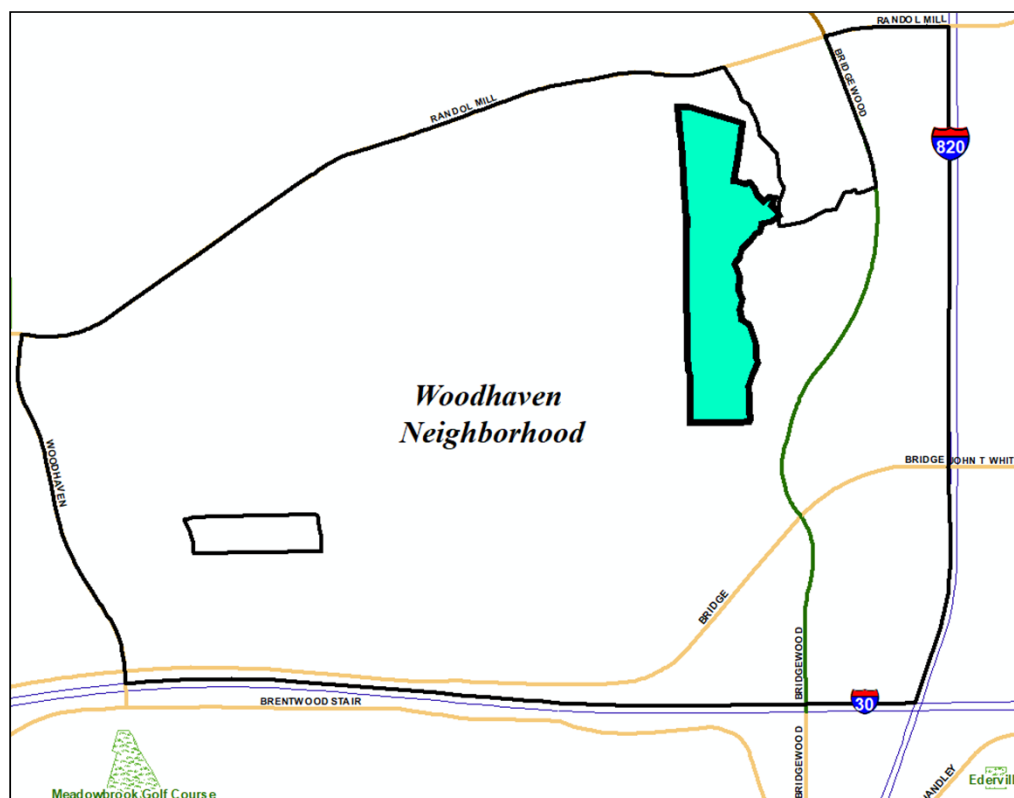 RANDOL MILL
BRIDGEWOOD
RANDOL MILL
820
Woodhaven
Neighborhood
WOODHAVEN
BRIDGE JOHN T WHIT
BRIDGE
BRIDGEWOOD
BRENTWOOD STAIR
30
BRIDGEWOOD
HANDLEY
Edervill
Meadowbrook Golf Course